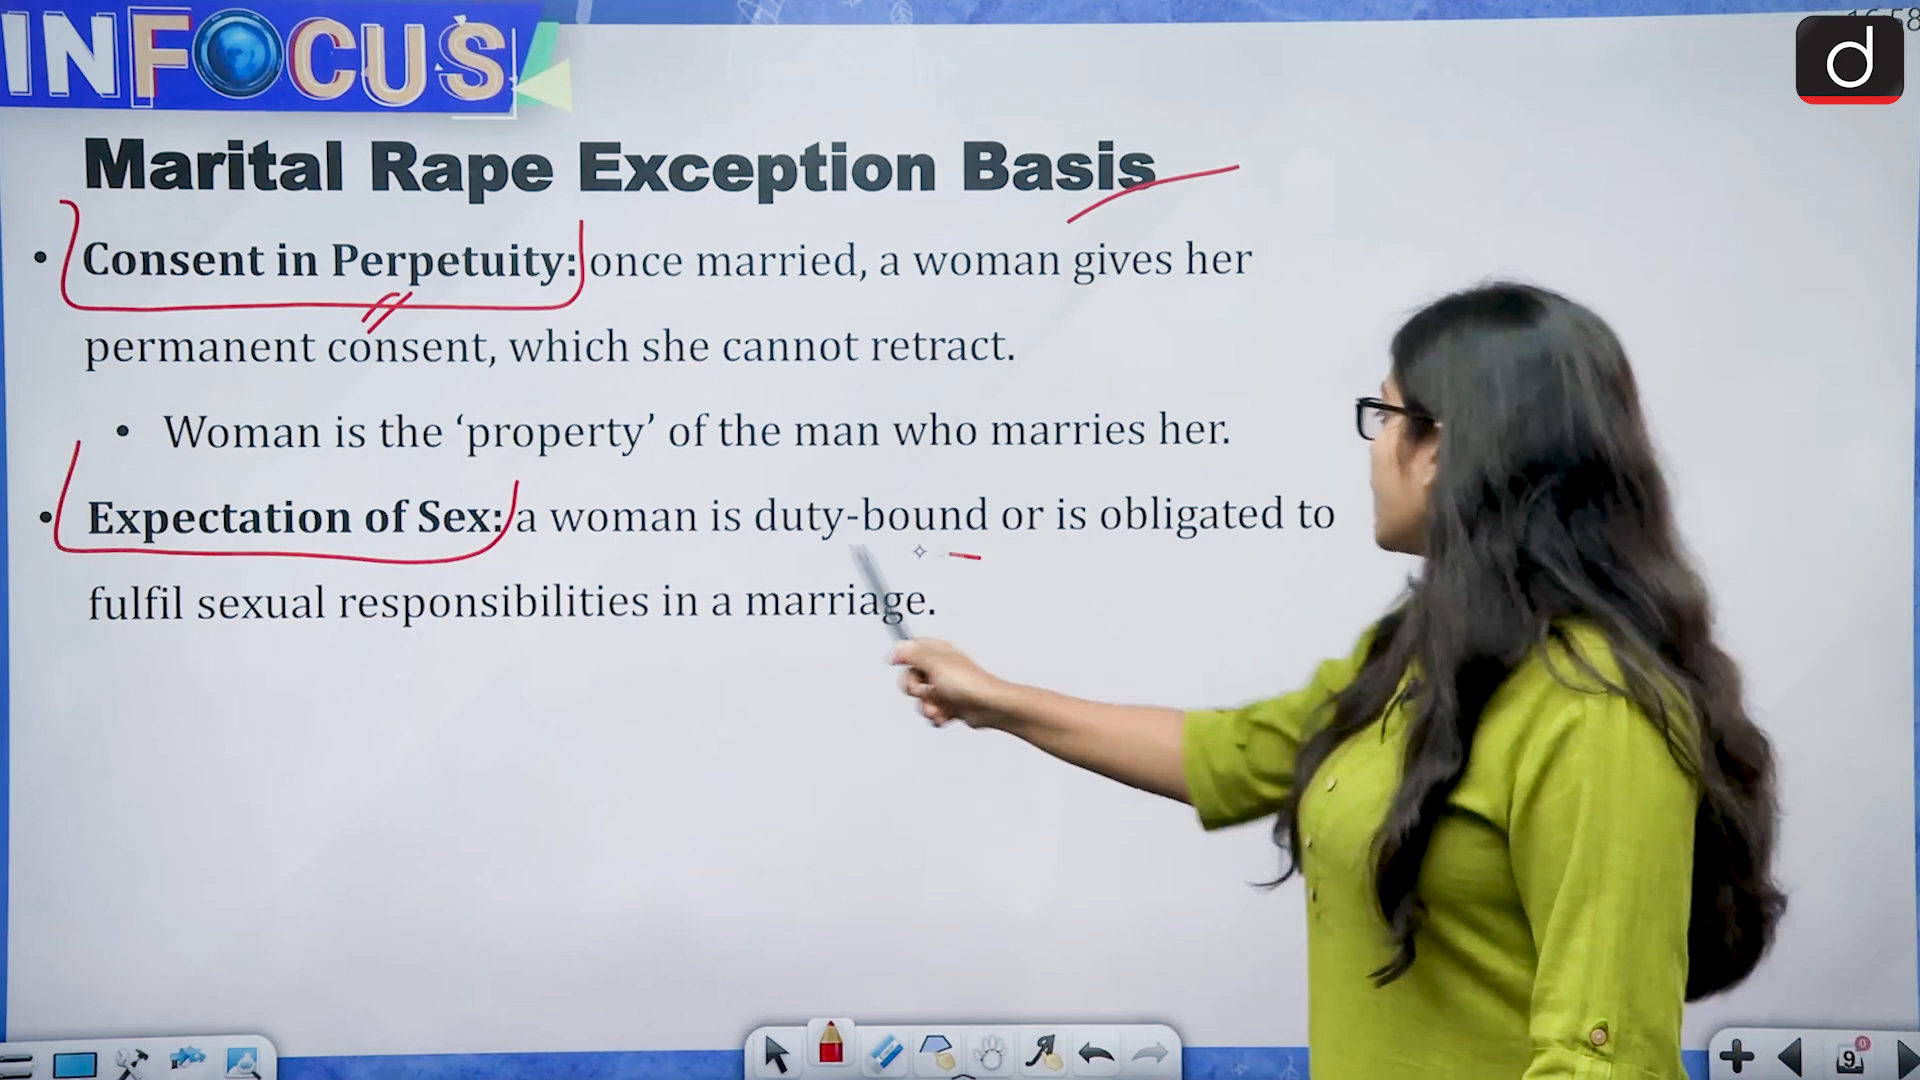 INFOCUS
d
Marital Rape Exception Basis
• Consent in Perpetuity: once married, a woman gives her
permanent consent, which she cannot retract.
• Woman is the ‘property’ of the man who marries her.
• Expectation of Sex: a woman is duty-bound or is obligated to
fulfil sexual responsibilities in a marriage.
9
0